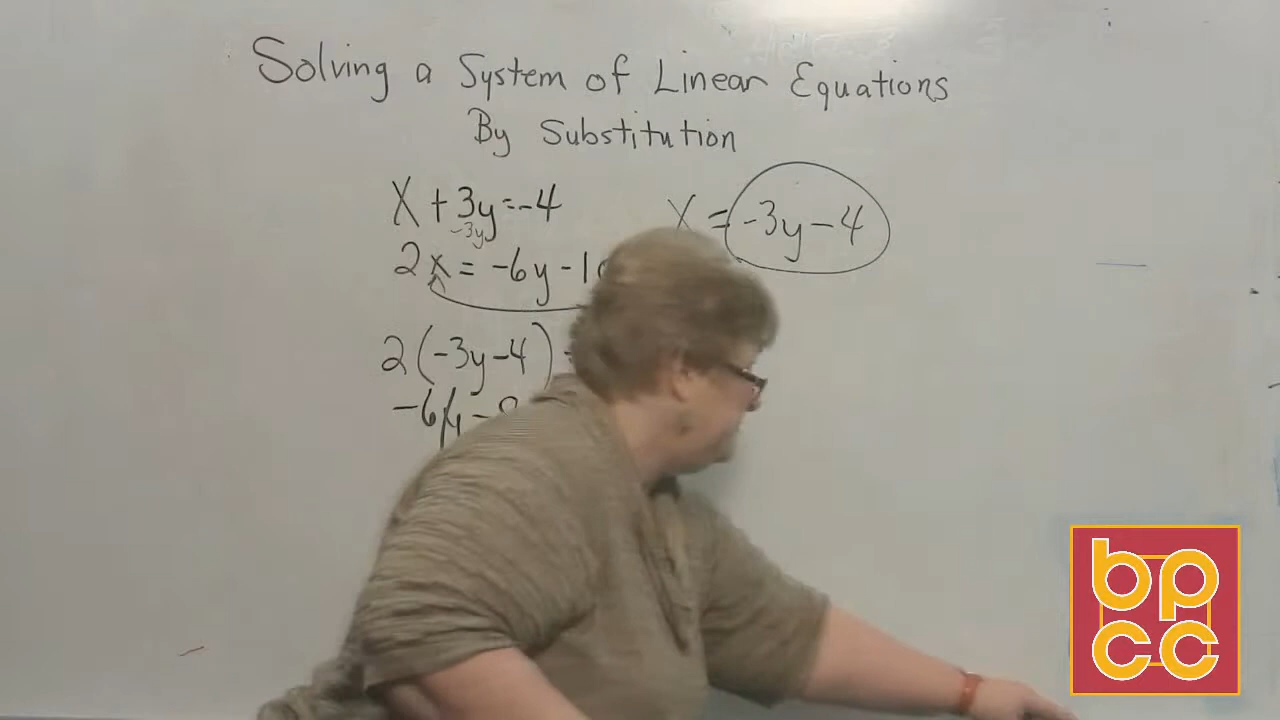 Solving a System of Linear Equations
By Substitution
X + 3y = -4
-3y
X = -3y - 4
2x = -6y - 1
2(-3y - 4)
-6y -
bp
cc